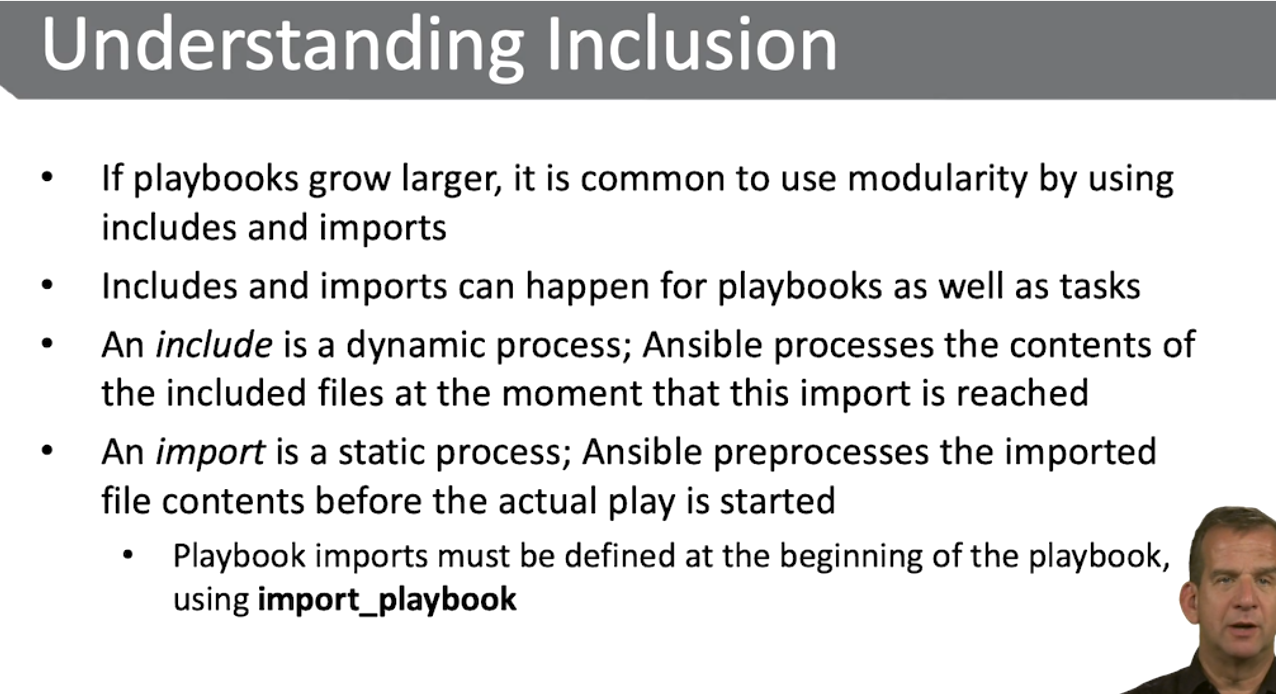 Understanding Inclusion
• If playbooks grow larger, it is common to use modularity by using
includes and imports
• Includes and imports can happen for playbooks as well as tasks
• An include is a dynamic process; Ansible processes the contents of
the included files at the moment that this import is reached
• An import is a static process; Ansible preprocesses the imported
file contents before the actual play is started
• Playbook imports must be defined at the beginning of the playbook,
using import_playbook